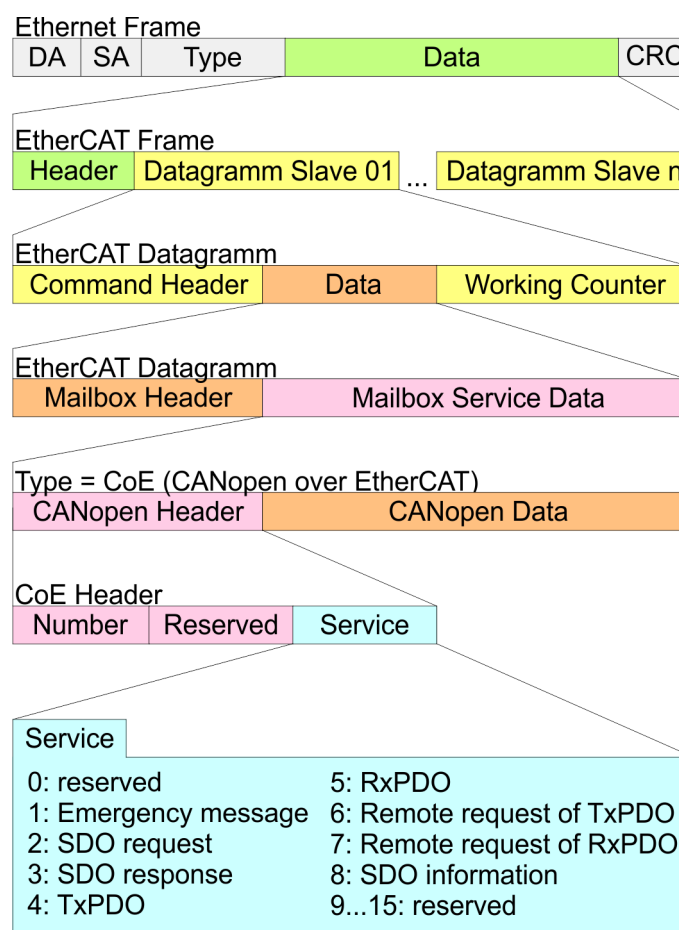 Ethernet Frame
DA SA Type Data CRC
EtherCAT Frame
Header Datagramm Slave 01 ... Datagramm Slave n
EtherCAT Datagramm
Command Header Data Working Counter
EtherCAT Datagramm
Mailbox Header Mailbox Service Data
Type = CoE (CANopen over EtherCAT)
CANopen Header CANopen Data
CoE Header
Number Reserved Service
Service
0: reserved
1: Emergency message
2: SDO request
3: SDO response
4: TxPDO
5: RxPDO
6: Remote request of TxPDO
7: Remote request of RxPDO
8: SDO information
9...15: reserved